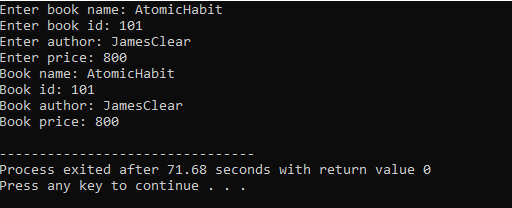 Enter book name: AtomicHabit
Enter book id: 101
Enter author: JamesClear
Enter price: 800
Book name: AtomicHabit
Book id: 101
Book author: JamesClear
Book price: 800
--------------------------------
Process exited after 71.68 seconds with return value 0
Press any key to continue . . .